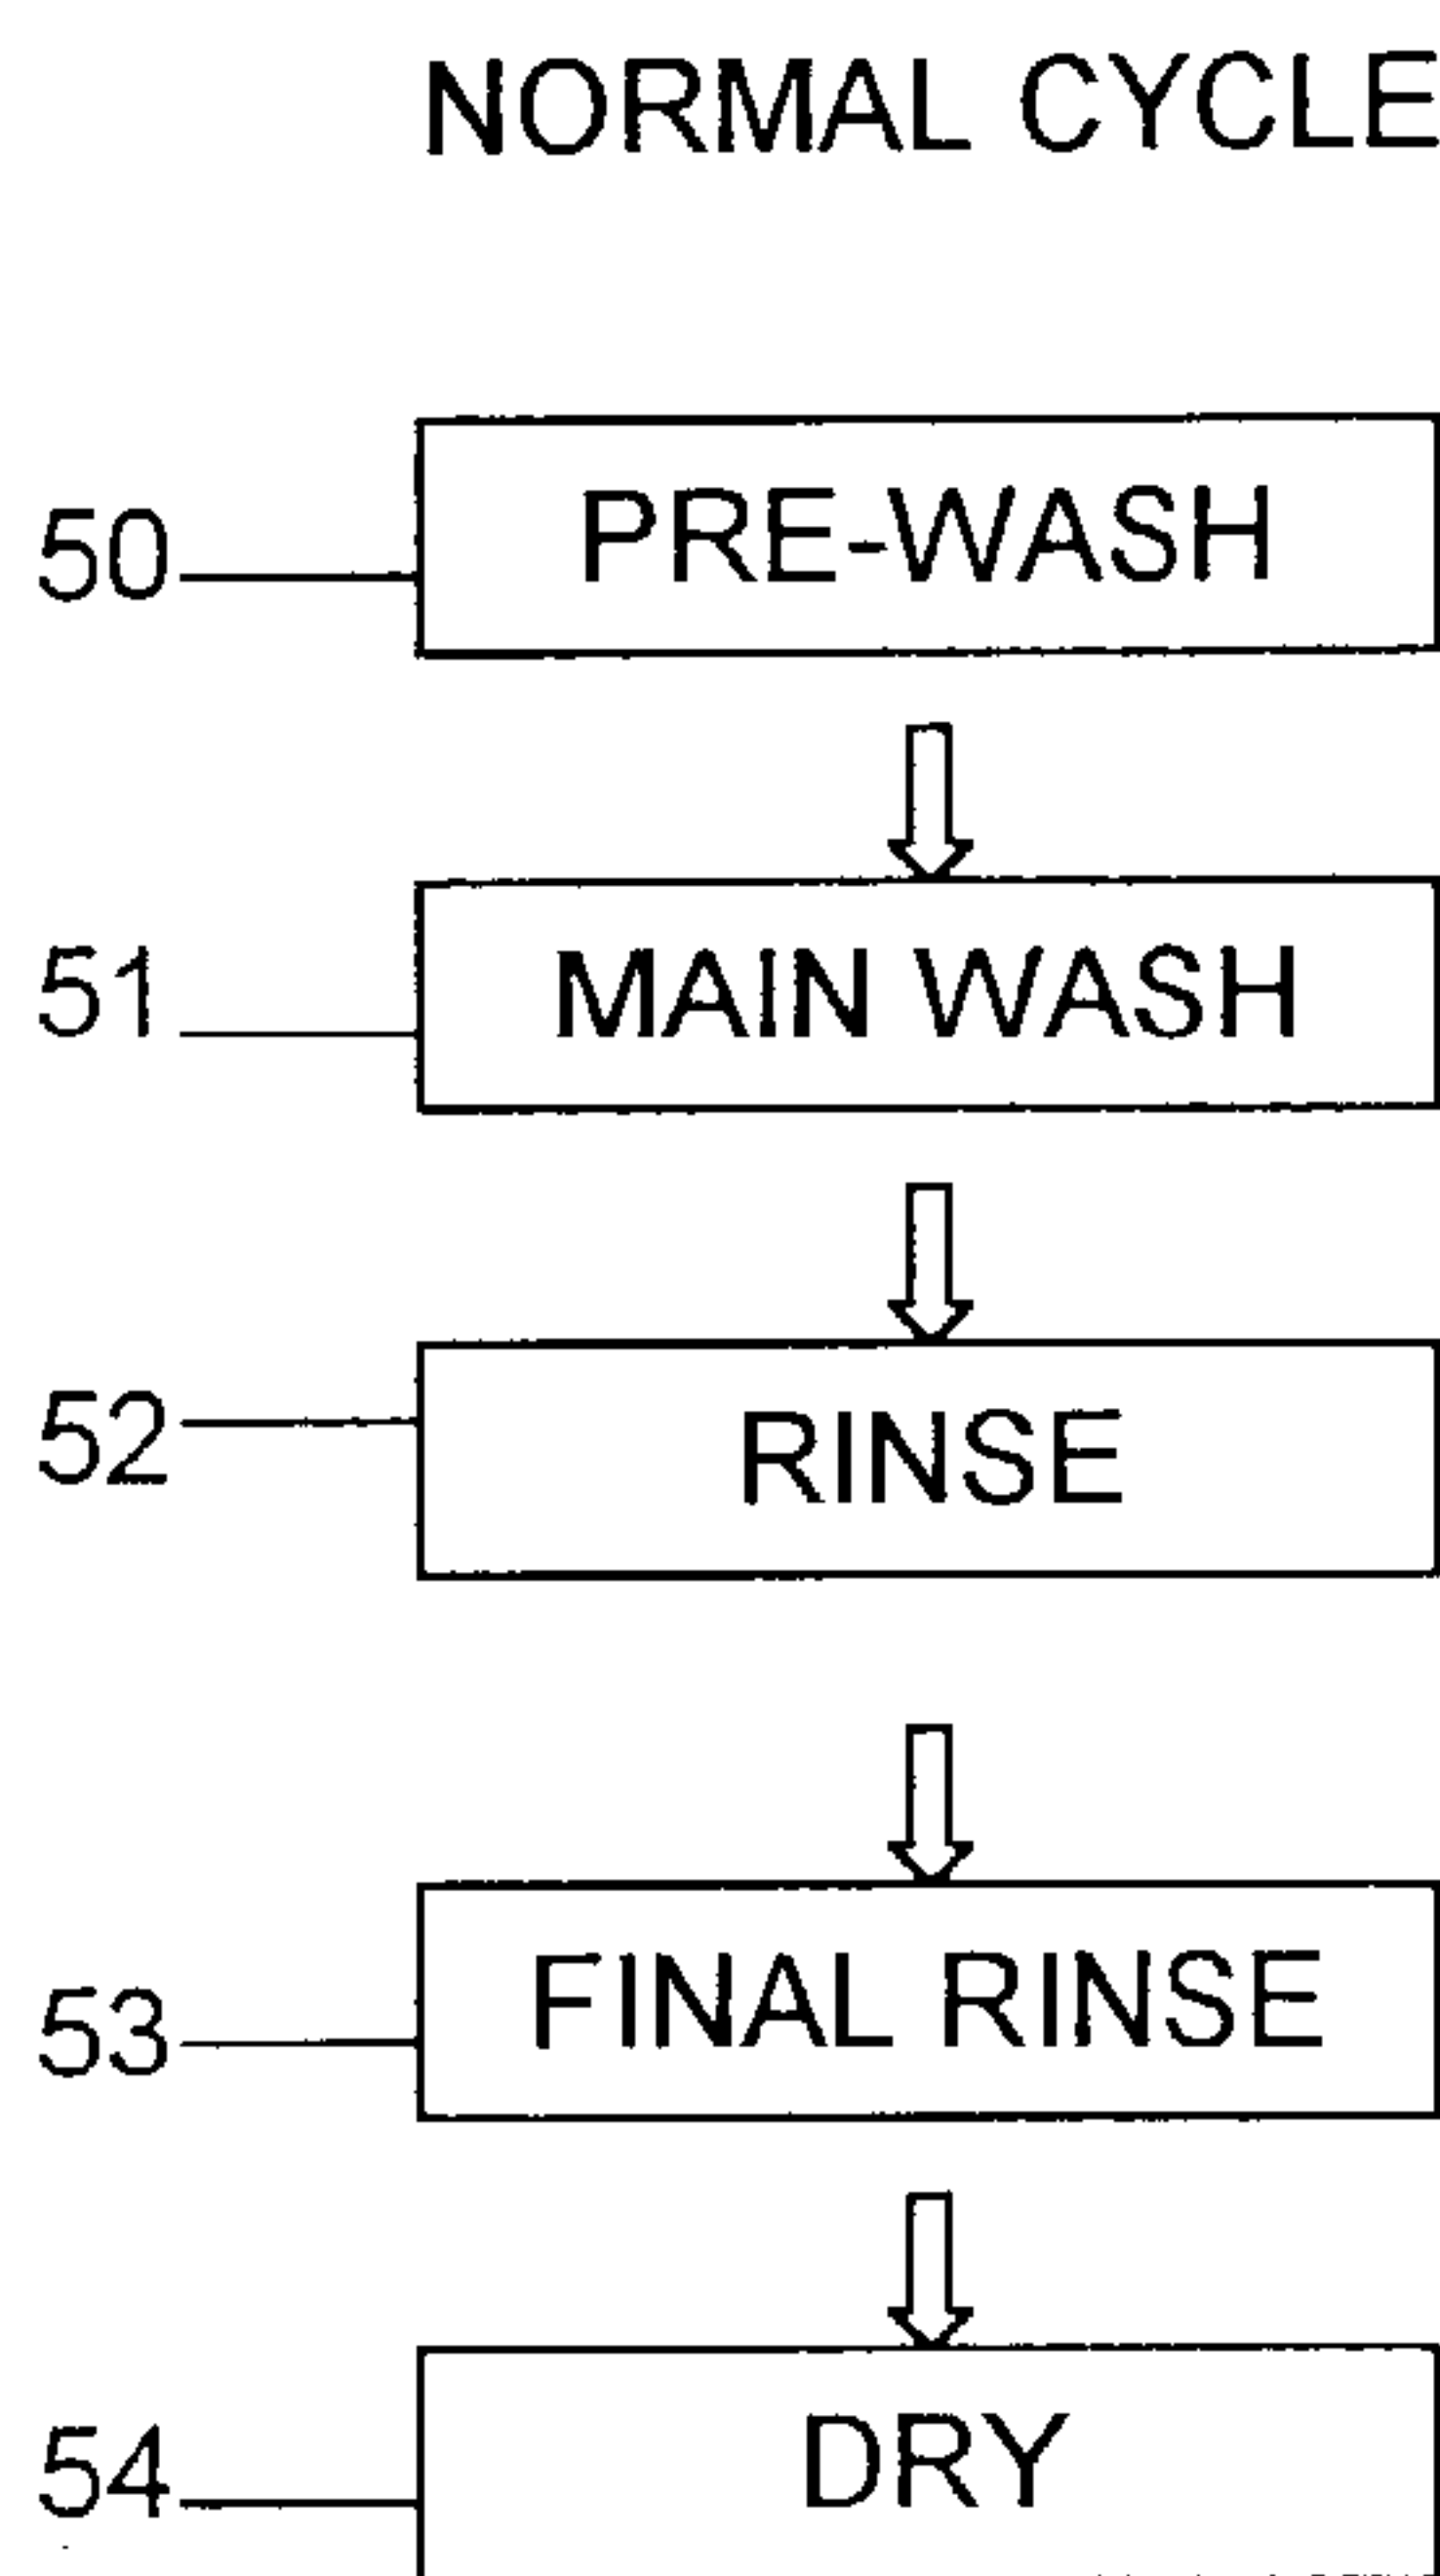 NORMAL CYCLE
50 PRE-WASH
51 MAIN WASH
52 RINSE
53 FINAL RINSE
54 DRY